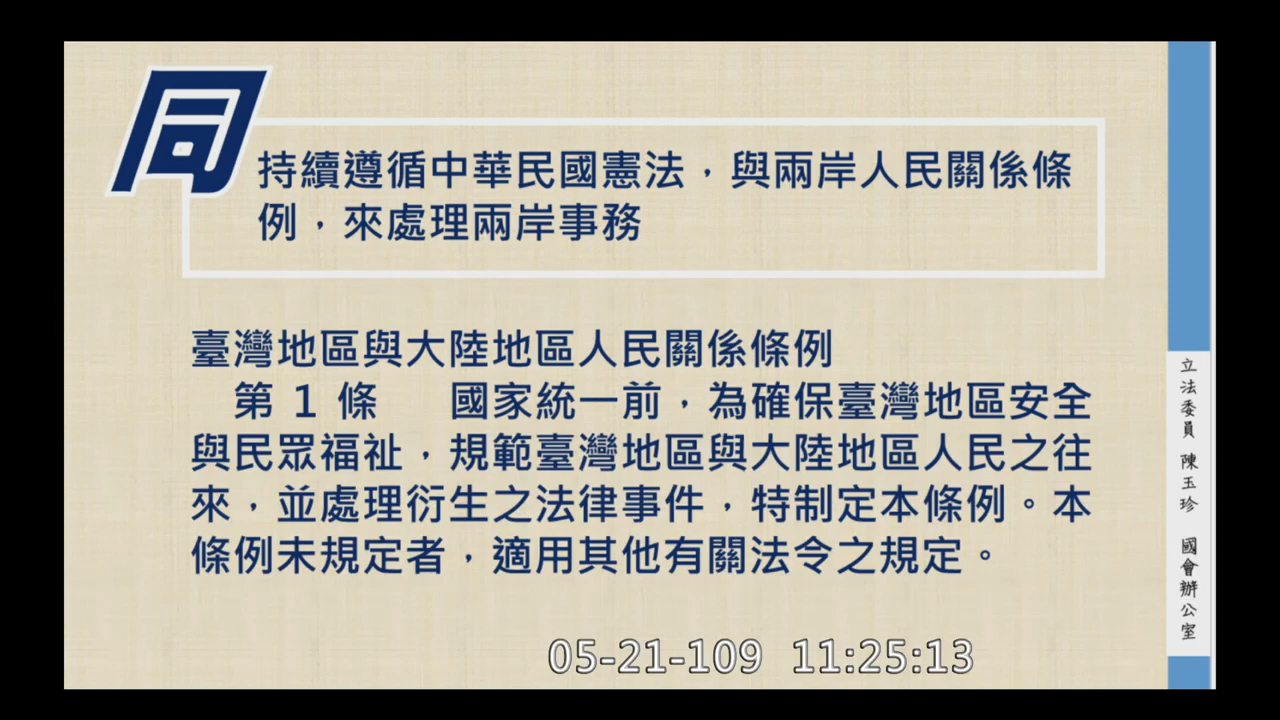 同
持續遵循中華民國憲法，與兩岸人民關係條
例，來處理兩岸事務
臺灣地區與大陸地區人民關係條例
第 1 條　國家統一前，為確保臺灣地區安全
與民眾福祉，規範臺灣地區與大陸地區人民之往
來，並處理衍生之法律事件，特制定本條例。本
條例未規定者，適用其他有關法令之規定。
立法委員 陳玉珍 國會辦公室
05-21-109 11:25:13